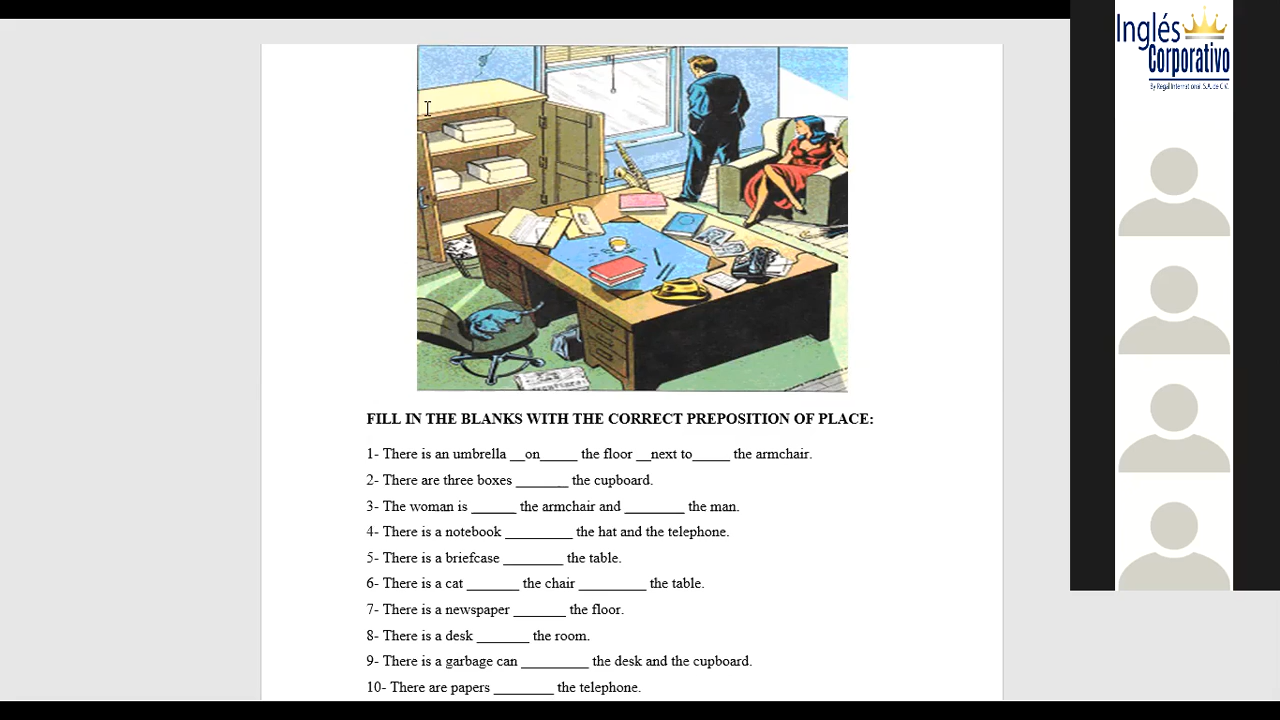 Inglés
Corporativo
By Regal International, S.A. de C.V.
FILL IN THE BLANKS WITH THE CORRECT PREPOSITION OF PLACE:
1- There is an umbrella __on_____ the floor __next to_____ the armchair.
2- There are three boxes _______ the cupboard.
3- The woman is ______ the armchair and ________ the man.
4- There is a notebook _________ the hat and the telephone.
5- There is a briefcase ________ the table.
6- There is a cat _______ the chair _________ the table.
7- There is a newspaper _______ the floor.
8- There is a desk _______ the room.
9- There is a garbage can _________ the desk and the cupboard.
10- There are papers ________ the telephone.